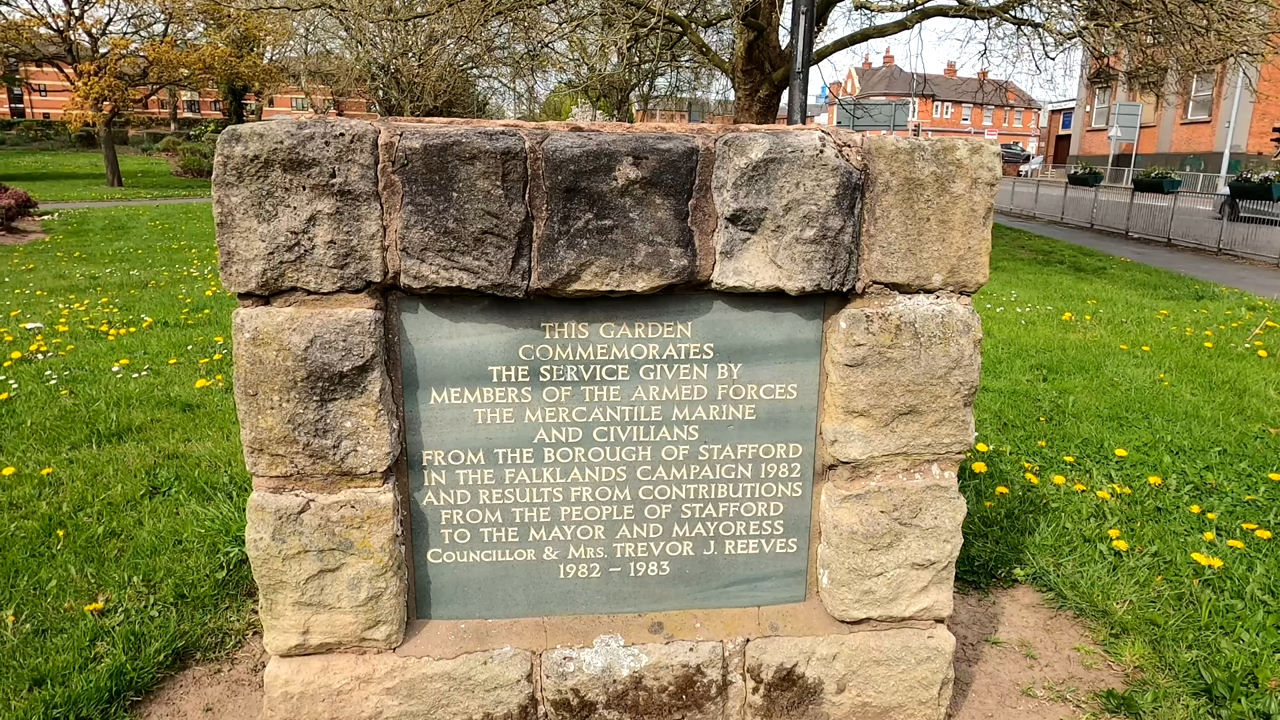 THIS GARDEN
COMMEMORATES
THE SERVICE GIVEN BY
MEMBERS OF THE ARMED FORCES
THE MERCANTILE MARINE
AND CIVILIANS
FROM THE BOROUGH OF STAFFORD
IN THE FALKLANDS CAMPAIGN 1982
AND RESULTS FROM CONTRIBUTIONS
FROM THE PEOPLE OF STAFFORD
TO THE MAYOR AND MAYORESS
COUNCILLOR & MRS. TREVOR J. REEVES
1982 – 1983